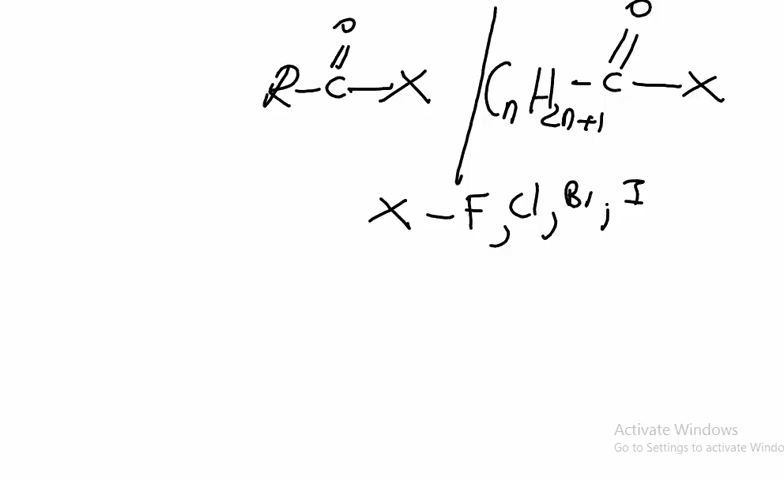 O O
R-C-X / CnH2n+1-C-X
X - F, Cl, Br, I
Activate Windows
Go to Settings to activate Windo